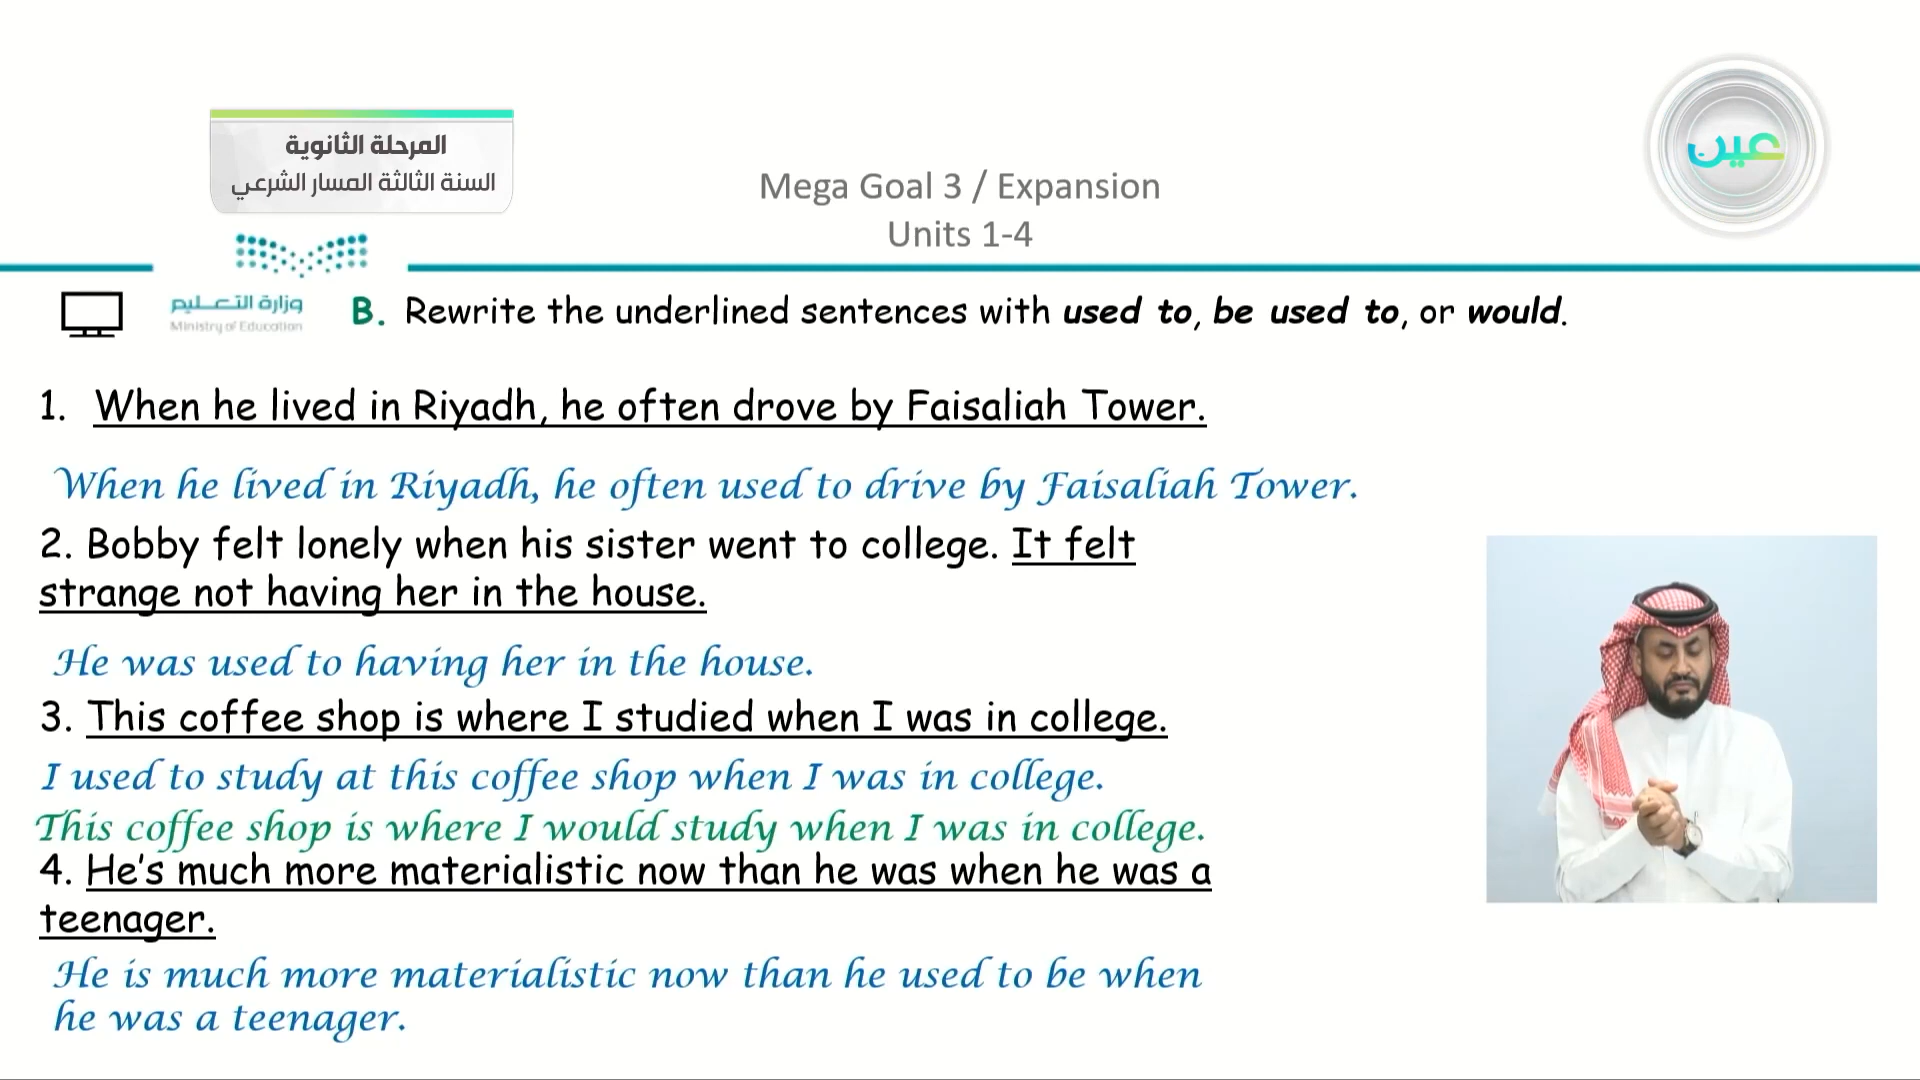 المرحلة الثانوية
السنة الثالثة المسار الشرعي
عين
Mega Goal 3 / Expansion
Units 1-4
وزارة التعليم
Ministry of Education
B. Rewrite the underlined sentences with used to, be used to, or would.
1. When he lived in Riyadh, he often drove by Faisaliah Tower.
When he lived in Riyadh, he often used to drive by Faisaliah Tower.
2. Bobby felt lonely when his sister went to college. It felt
strange not having her in the house.
He was used to having her in the house.
3. This coffee shop is where I studied when I was in college.
I used to study at this coffee shop when I was in college.
This coffee shop is where I would study when I was in college.
4. He's much more materialistic now than he was when he was a
teenager.
He is much more materialistic now than he used to be when
he was a teenager.